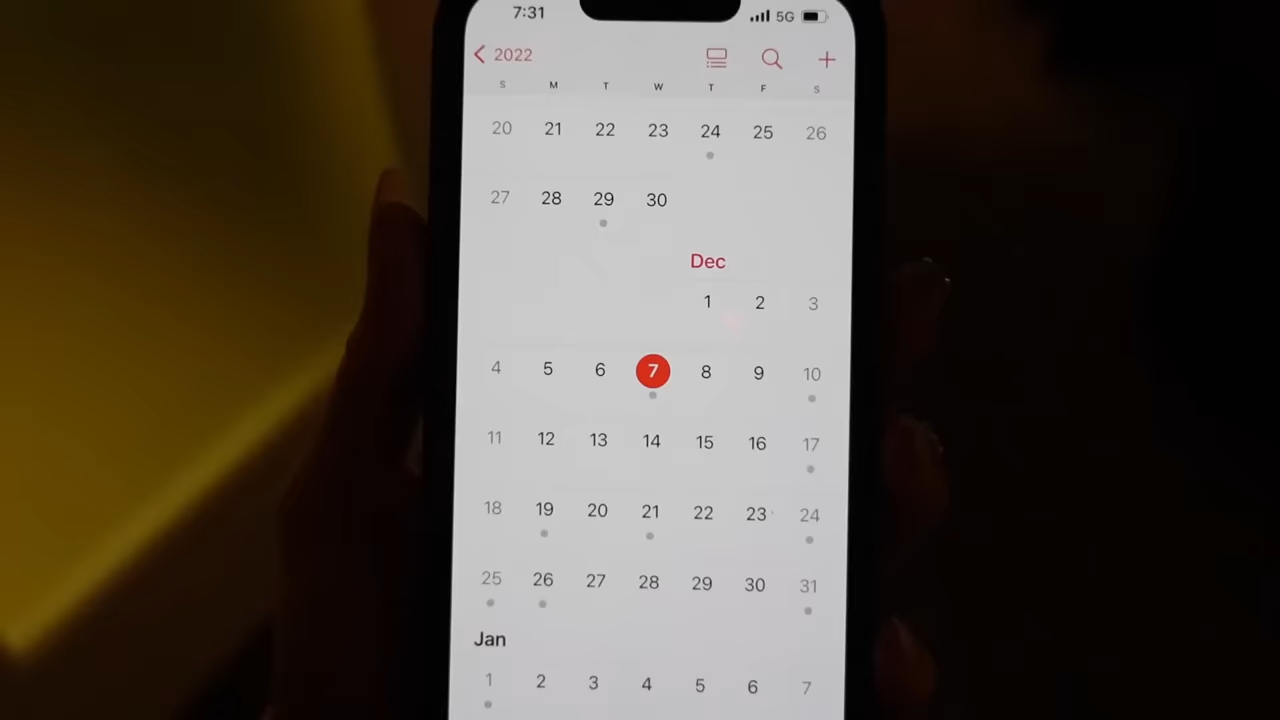 7:31 5G
2022
S M T W T F S
20 21 22 23 24 25 26
27 28 29 30
Dec
1 2 3
4 5 6 7 8 9 10
11 12 13 14 15 16 17
18 19 20 21 22 23 24
25 26 27 28 29 30 31
Jan
1 2 3 4 5 6 7